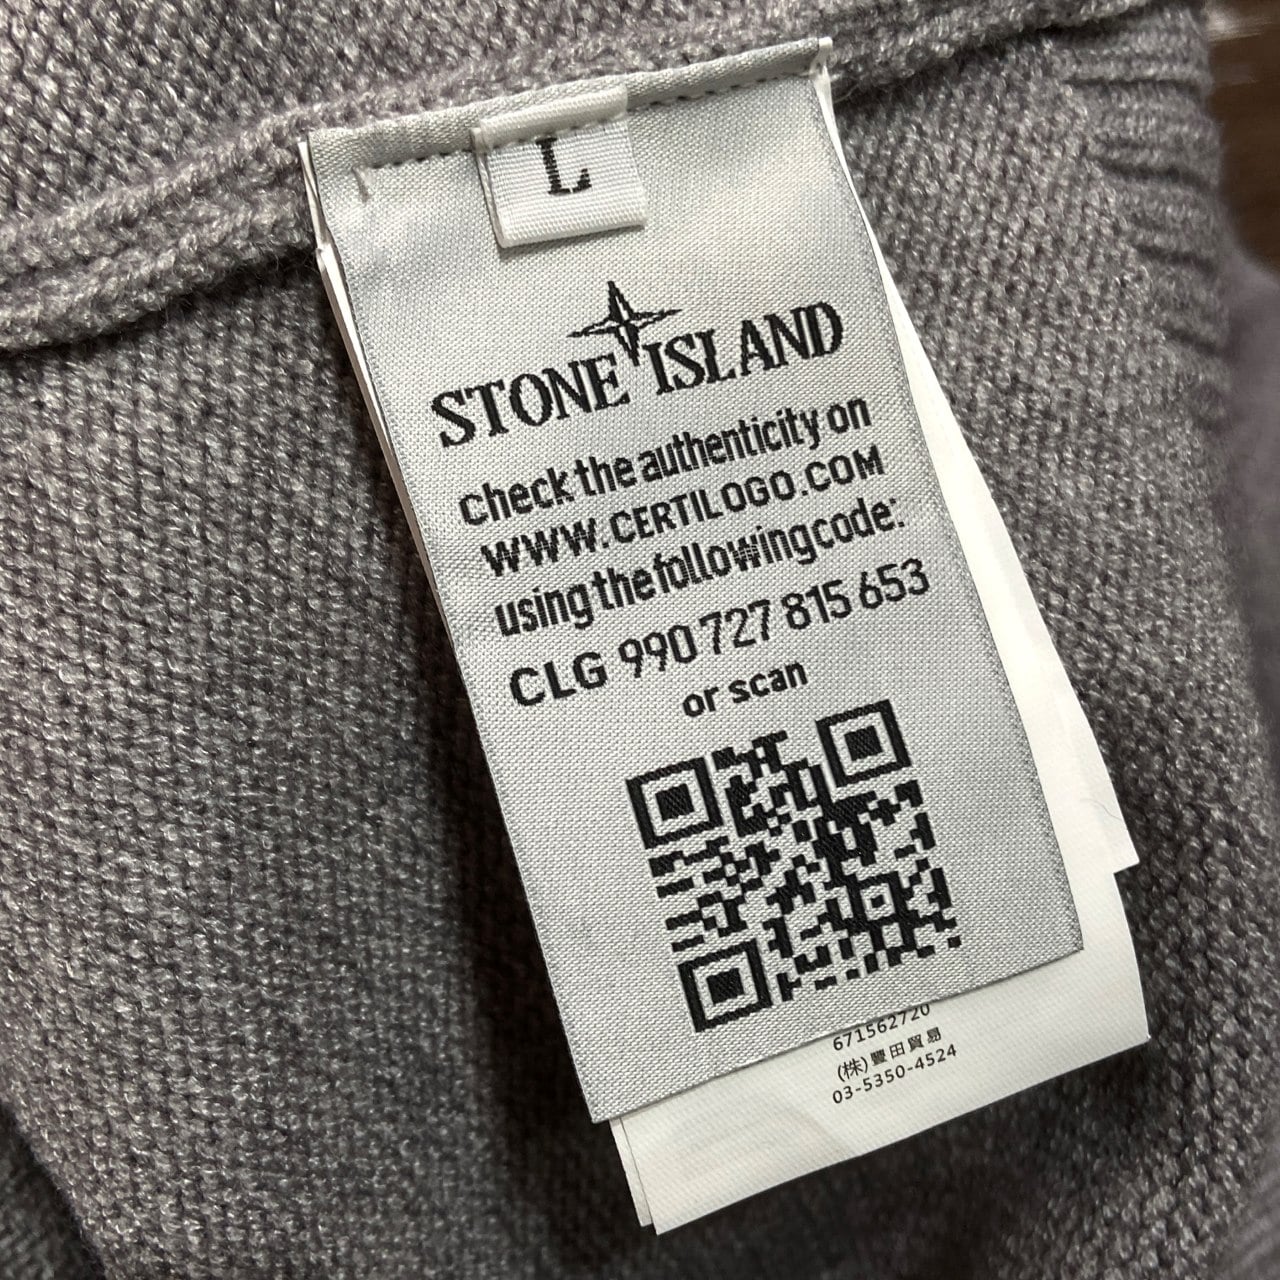 L
STONE ISLAND
check the authenticity on
WWW.CERTILOGO.COM
using the following code:
CLG 990 727 815 653
or scan
671562720
(株)豐田貿易
03-5350-4524